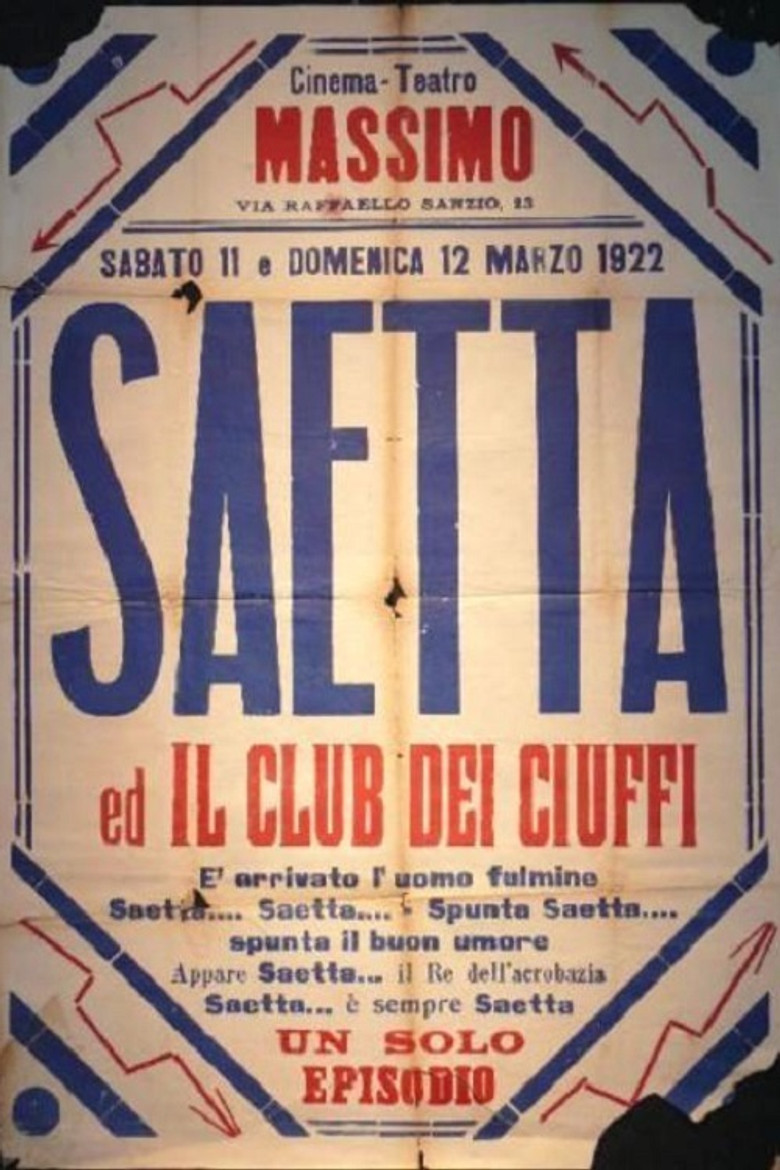 Cinema-Teatro
MASSIMO
VIA RAFFAELLO SANZIO, 23
SABATO 11 e DOMENICA 12 MARZO 1922
SAETTA
ed IL CLUB DEI CIUFFI
E' arrivato l'uomo fulmine
Saetta.... Saetta.... Spunta Saetta....
spunta il buon umore
Appare Saetta... il Re dell'acrobazia
Saetta... è sempre Saetta
UN SOLO
EPISODIO